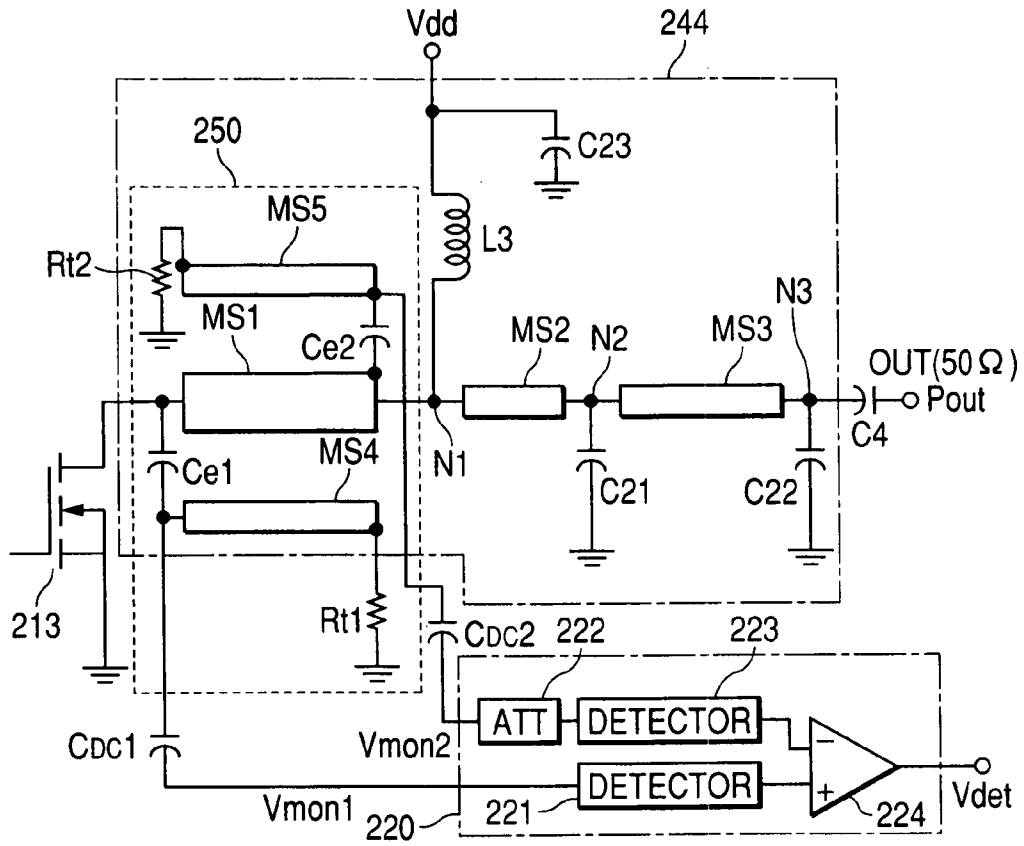 Vdd
244
C23
250
MS5
L3
Rt2
MS1
Ce2
MS2
N2
MS3
N3
OUT(50Ω)
Pout
C4
N1
Ce1
MS4
C21
C22
213
Rt1
CDC2
222
223
ATT
DETECTOR
CDC1
Vmon2
−
+
Vdet
Vmon1
DETECTOR
221
220
224